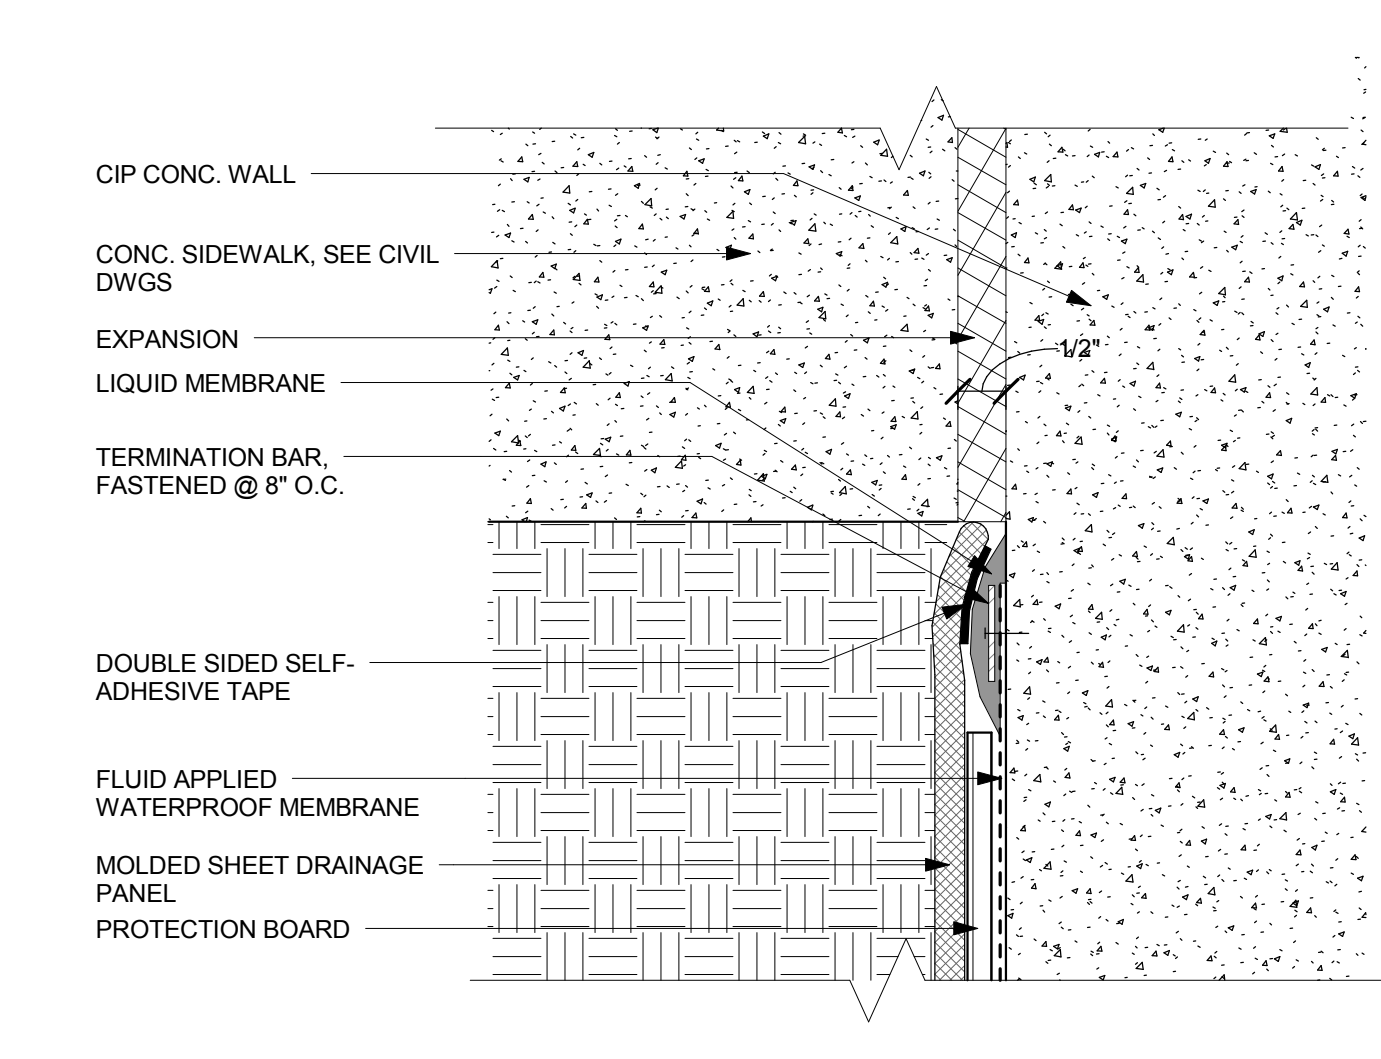 CIP CONC. WALL
CONC. SIDEWALK, SEE CIVIL
DWGS
EXPANSION
1/2"
LIQUID MEMBRANE
TERMINATION BAR,
FASTENED @ 8" O.C.
DOUBLE SIDED SELF-
ADHESIVE TAPE
FLUID APPLIED
WATERPROOF MEMBRANE
MOLDED SHEET DRAINAGE
PANEL
PROTECTION BOARD